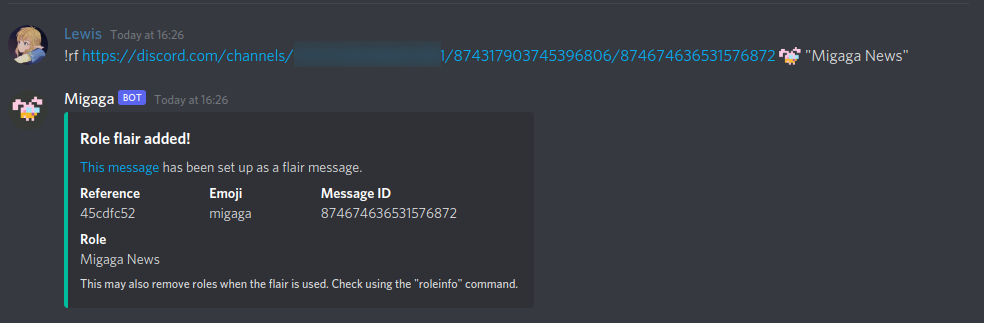 Lewis Today at 16:26
!rf https://discord.com/channels/ 1/874317903745396806/874674636531576872 "Migaga News"
Migaga BOT Today at 16:26
Role flair added!
This message has been set up as a flair message.
Reference Emoji Message ID
45cdfc52 migaga 874674636531576872
Role
Migaga News
This may also remove roles when the flair is used. Check using the "roleinfo" command.